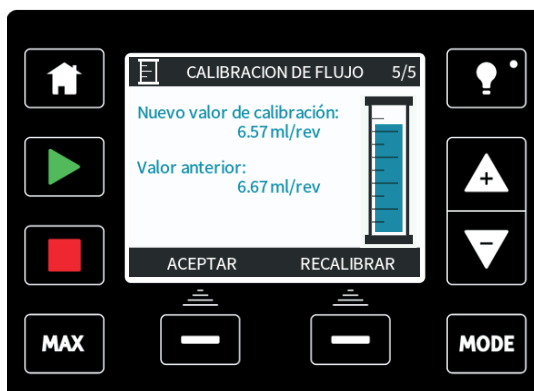 CALIBRACION DE FLUJO 5/5
Nuevo valor de calibración:
6.57 ml/rev
Valor anterior:
6.67 ml/rev
+
−
ACEPTAR RECALIBRAR
MAX
MODE